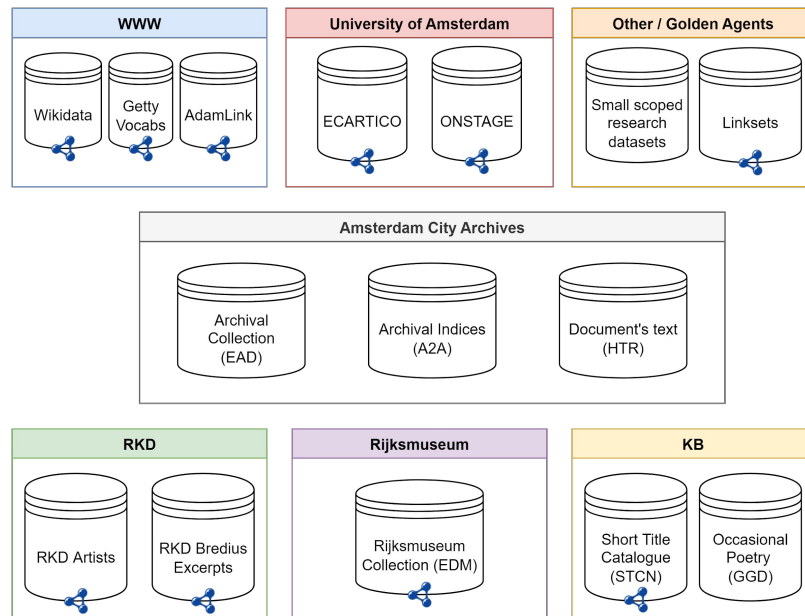 WWW
Wikidata
Getty
Vocabs
AdamLink
University of Amsterdam
ECARTICO
ONSTAGE
Other / Golden Agents
Small scoped
research
datasets
Linksets
Amsterdam City Archives
Archival
Collection
(EAD)
Archival Indices
(A2A)
Document's text
(HTR)
RKD
RKD Artists
RKD Bredius
Excerpts
Rijksmuseum
Rijksmuseum
Collection (EDM)
KB
Short Title
Catalogue
(STCN)
Occasional
Poetry
(GGD)